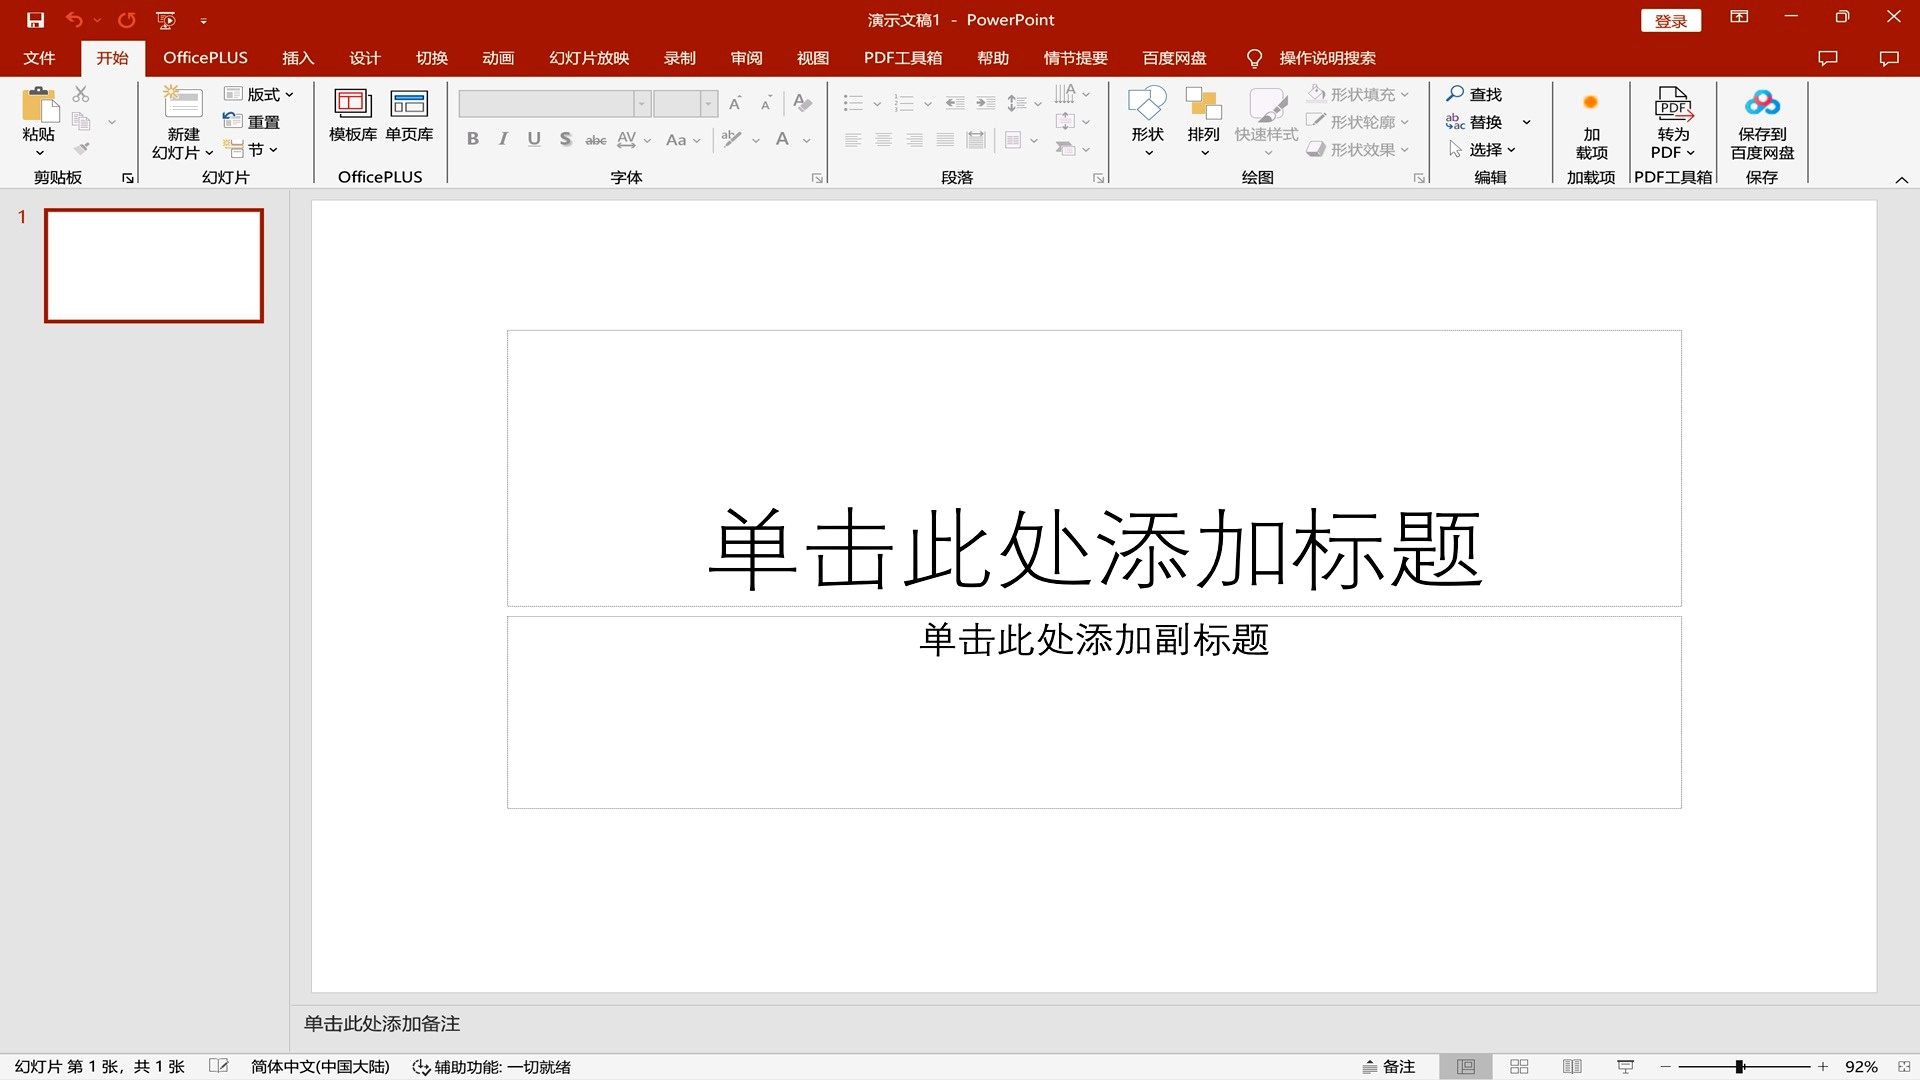 演示文稿1 - PowerPoint
登录
文件 开始 OfficePLUS 插入 设计 切换 动画 幻灯片放映 录制 审阅 视图 PDF工具箱 帮助 情节提要 百度网盘 操作说明搜索
粘贴
剪贴板
新建
幻灯片
版式
重置
节
幻灯片
模板库 单页库
OfficePLUS
B I U S abc AV Aa A
字体
段落
形状
排列
快速样式
形状填充
形状轮廓
形状效果
绘图
查找
替换
选择
编辑
加
载项
加载项
转为
PDF
PDF工具箱
保存到
百度网盘
保存
1
单击此处添加标题
单击此处添加副标题
单击此处添加备注
幻灯片 第 1 张，共 1 张 简体中文(中国大陆) 辅助功能: 一切就绪 备注 92%